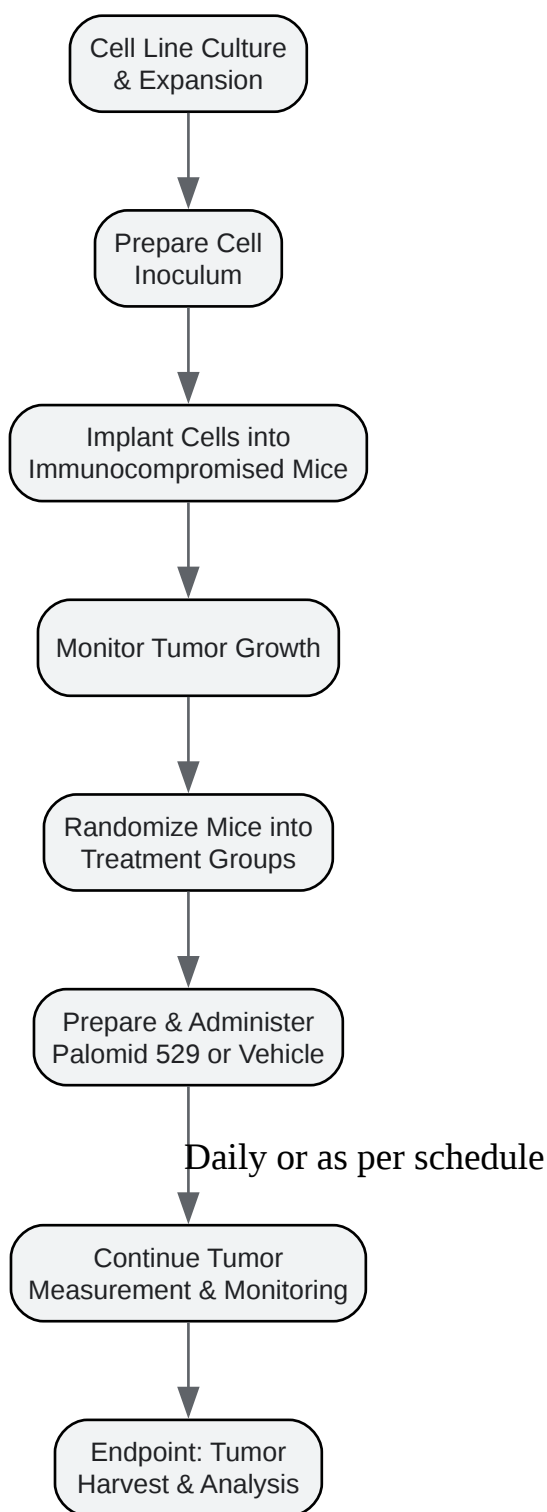 Cell Line Culture
& Expansion
Prepare Cell
Inoculum
Implant Cells into
Immunocompromised Mice
Monitor Tumor Growth
Randomize Mice into
Treatment Groups
Prepare & Administer
Palomid 529 or Vehicle
Daily or as per schedule
Continue Tumor
Measurement & Monitoring
Endpoint: Tumor
Harvest & Analysis